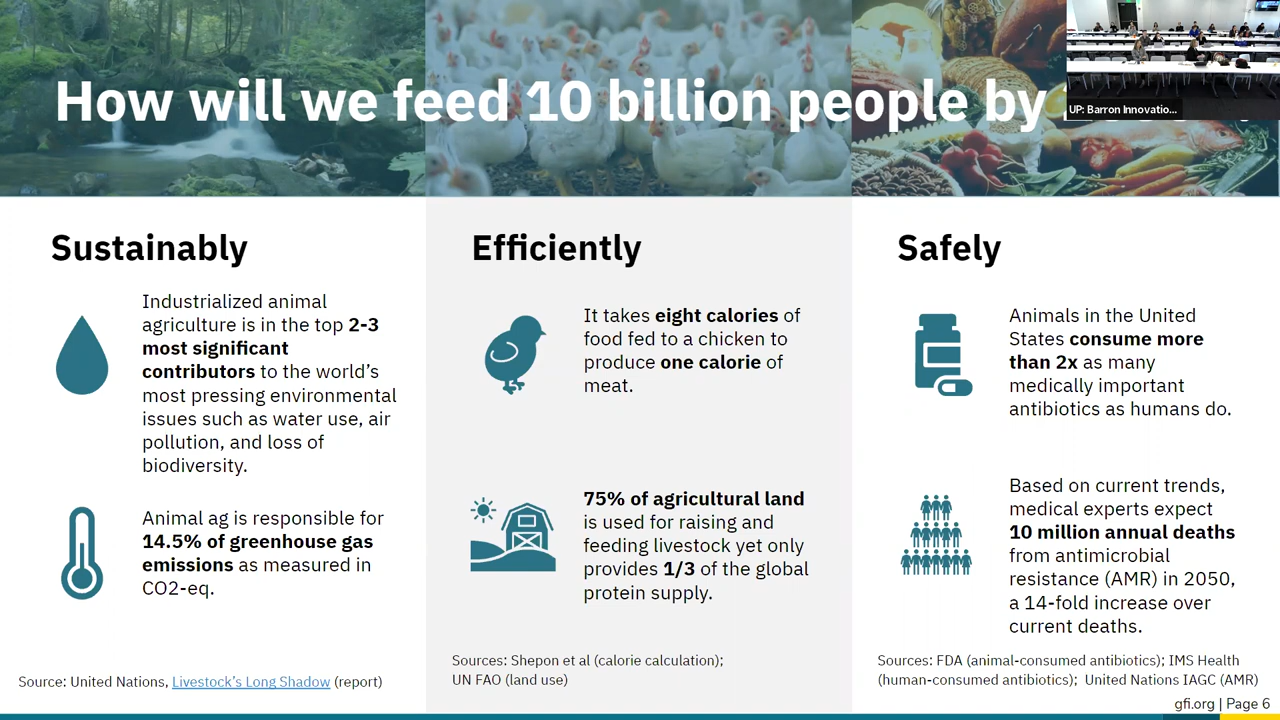 How will we feed 10 billion people by
UP: Barron Innovatio...
Sustainably
Industrialized animal
agriculture is in the top 2-3
most significant
contributors to the world's
most pressing environmental
issues such as water use, air
pollution, and loss of
biodiversity.
Animal ag is responsible for
14.5% of greenhouse gas
emissions as measured in
CO2-eq.
Source: United Nations, Livestock's Long Shadow (report)
Efficiently
It takes eight calories of
food fed to a chicken to
produce one calorie of
meat.
75% of agricultural land
is used for raising and
feeding livestock yet only
provides 1/3 of the global
protein supply.
Sources: Shepon et al (calorie calculation);
UN FAO (land use)
Safely
Animals in the United
States consume more
than 2x as many
medically important
antibiotics as humans do.
Based on current trends,
medical experts expect
10 million annual deaths
from antimicrobial
resistance (AMR) in 2050,
a 14-fold increase over
current deaths.
Sources: FDA (animal-consumed antibiotics); IMS Health
(human-consumed antibiotics); United Nations IAGC (AMR)
gfi.org | Page 6